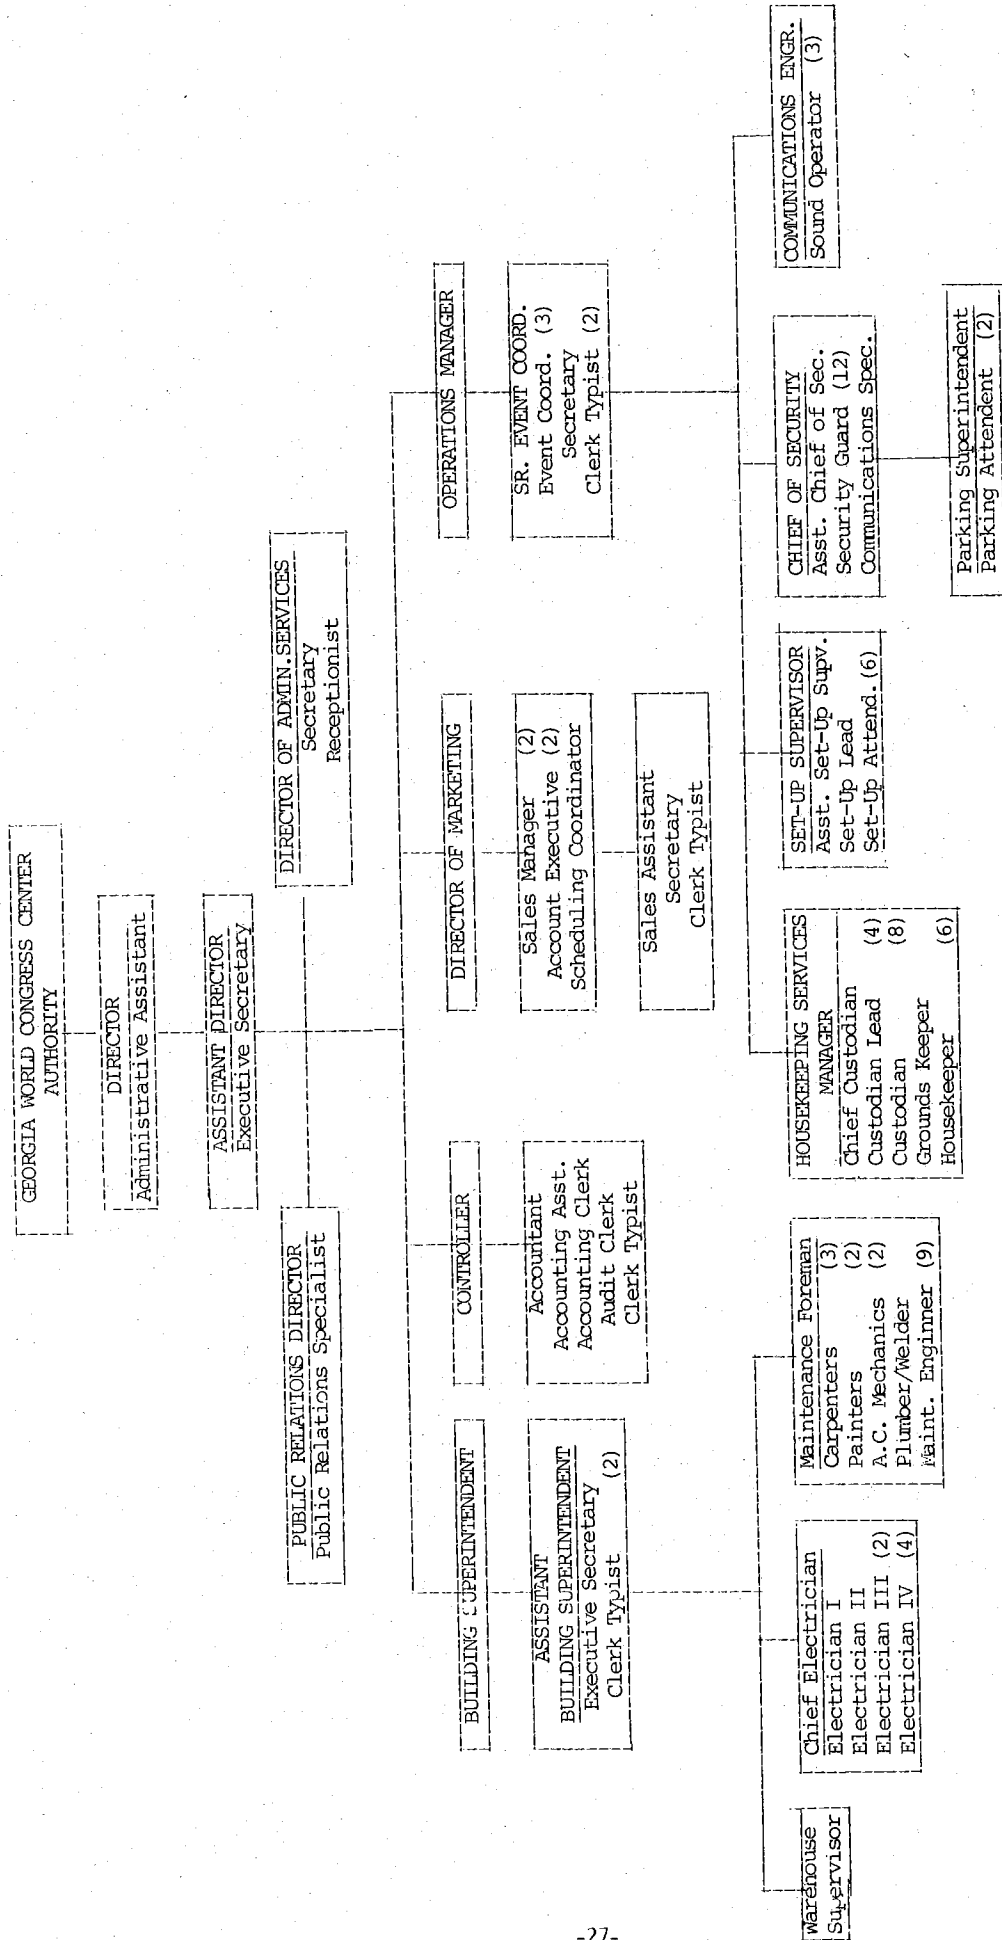 GEORGIA WORLD CONGRESS CENTER
AUTHORITY
DIRECTOR
Administrative Assistant
ASSISTANT DIRECTOR
Executive Secretary
PUBLIC RELATIONS DIRECTOR
Public Relations Specialist
DIRECTOR OF ADMIN.SERVICES
Secretary
Receptionist
BUILDING SUPERINTENDENT
CONTROLLER
DIRECTOR OF MARKETING
OPERATIONS MANAGER
ASSISTANT
BUILDING SUPERINTENDENT
Executive Secretary
Clerk Typist (2)
Accountant
Accounting Asst.
Accounting Clerk
Audit Clerk
Clerk Typist
Sales Manager (2)
Account Executive (2)
Scheduling Coordinator
SR. EVENT COORD.
Event Coord. (3)
Secretary
Clerk Typist (2)
Sales Assistant
Secretary
Clerk Typist
Warehouse
Supervisor
Chief Electrician
Electrician I
Electrician II
Electrician III (2)
Electrician IV (4)
Maintenance Foreman
Carpenters (3)
Painters (2)
A.C. Mechanics (2)
Plumber/Welder
Maint. Enginner (9)
HOUSEKEEPING SERVICES
MANAGER
Chief Custodian
Custodian Lead (4)
Custodian (8)
Grounds Keeper
Housekeeper (6)
SET-UP SUPERVISOR
Asst. Set-Up Supv.
Set-Up Lead
Set-Up Attend.(6)
CHIEF OF SECURITY
Asst. Chief of Sec.
Security Guard (12)
Communications Spec.
COMMUNICATIONS ENGR.
Sound Operator (3)
Parking Superintendent
Parking Attendent (2)
-27-